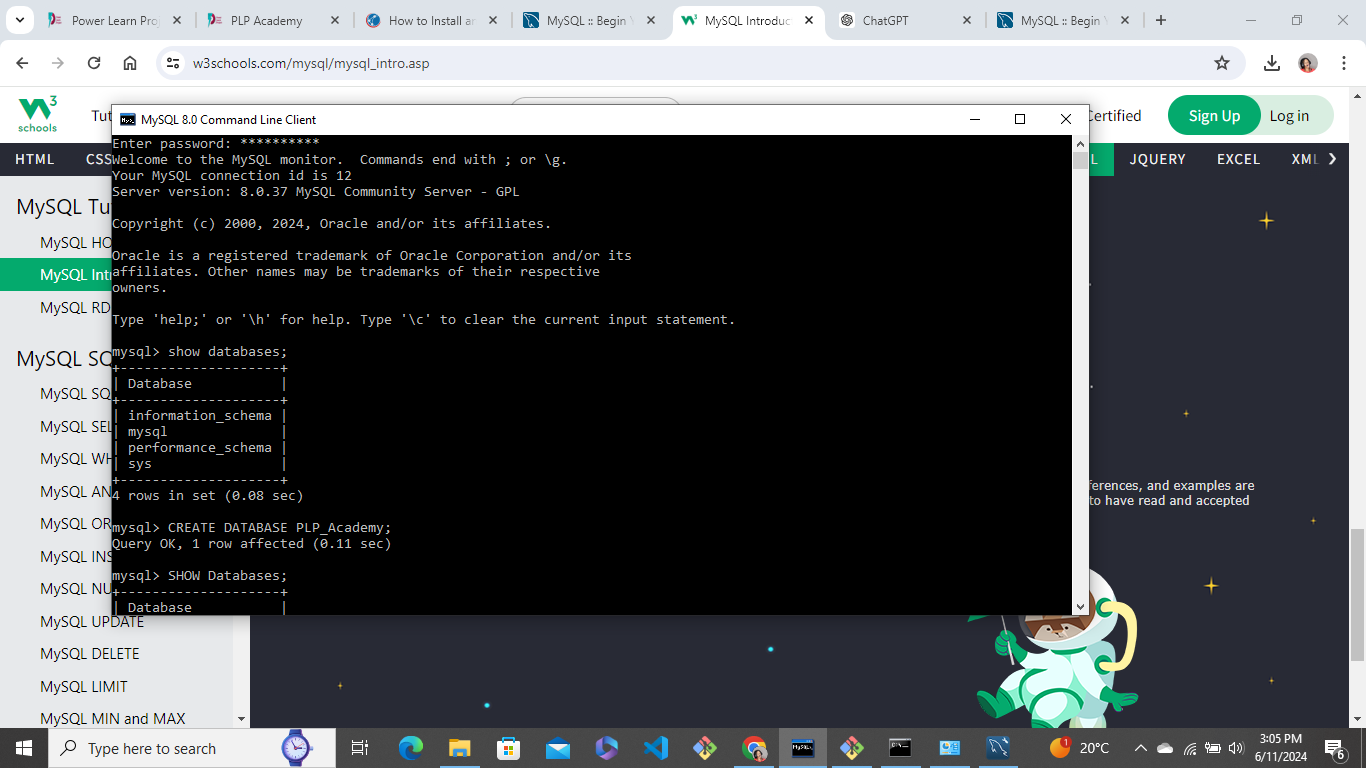 Power Learn Proj
PLP Academy
How to Install an
MySQL :: Begin Y
MySQL Introduc
ChatGPT
MySQL :: Begin Y
w3schools.com/mysql/mysql_intro.asp
3
schools
Tut
Certified
Sign Up
Log in
HTML
CSS
L
JQUERY
EXCEL
XML
MySQL Tu
MySQL HO
MySQL Int
MySQL RD
MySQL SQ
MySQL SQ
MySQL SEL
MySQL WH
MySQL AN
MySQL OR
MySQL INS
MySQL NU
MySQL UPDATE
MySQL DELETE
MySQL LIMIT
MySQL MIN and MAX
MySQL 8.0 Command Line Client
Enter password: **********
Welcome to the MySQL monitor.  Commands end with ; or \g.
Your MySQL connection id is 12
Server version: 8.0.37 MySQL Community Server - GPL
Copyright (c) 2000, 2024, Oracle and/or its affiliates.
Oracle is a registered trademark of Oracle Corporation and/or its
affiliates. Other names may be trademarks of their respective
owners.
Type 'help;' or '\h' for help. Type '\c' to clear the current input statement.
mysql> show databases;
+--------------------+
| Database           |
+--------------------+
| information_schema |
| mysql              |
| performance_schema |
| sys                |
+--------------------+
4 rows in set (0.08 sec)
mysql> CREATE DATABASE PLP_Academy;
Query OK, 1 row affected (0.11 sec)
mysql> SHOW Databases;
+--------------------+
| Database           |
ferences, and examples are
to have read and accepted
Type here to search
1
20°C
3:05 PM
6/11/2024
6